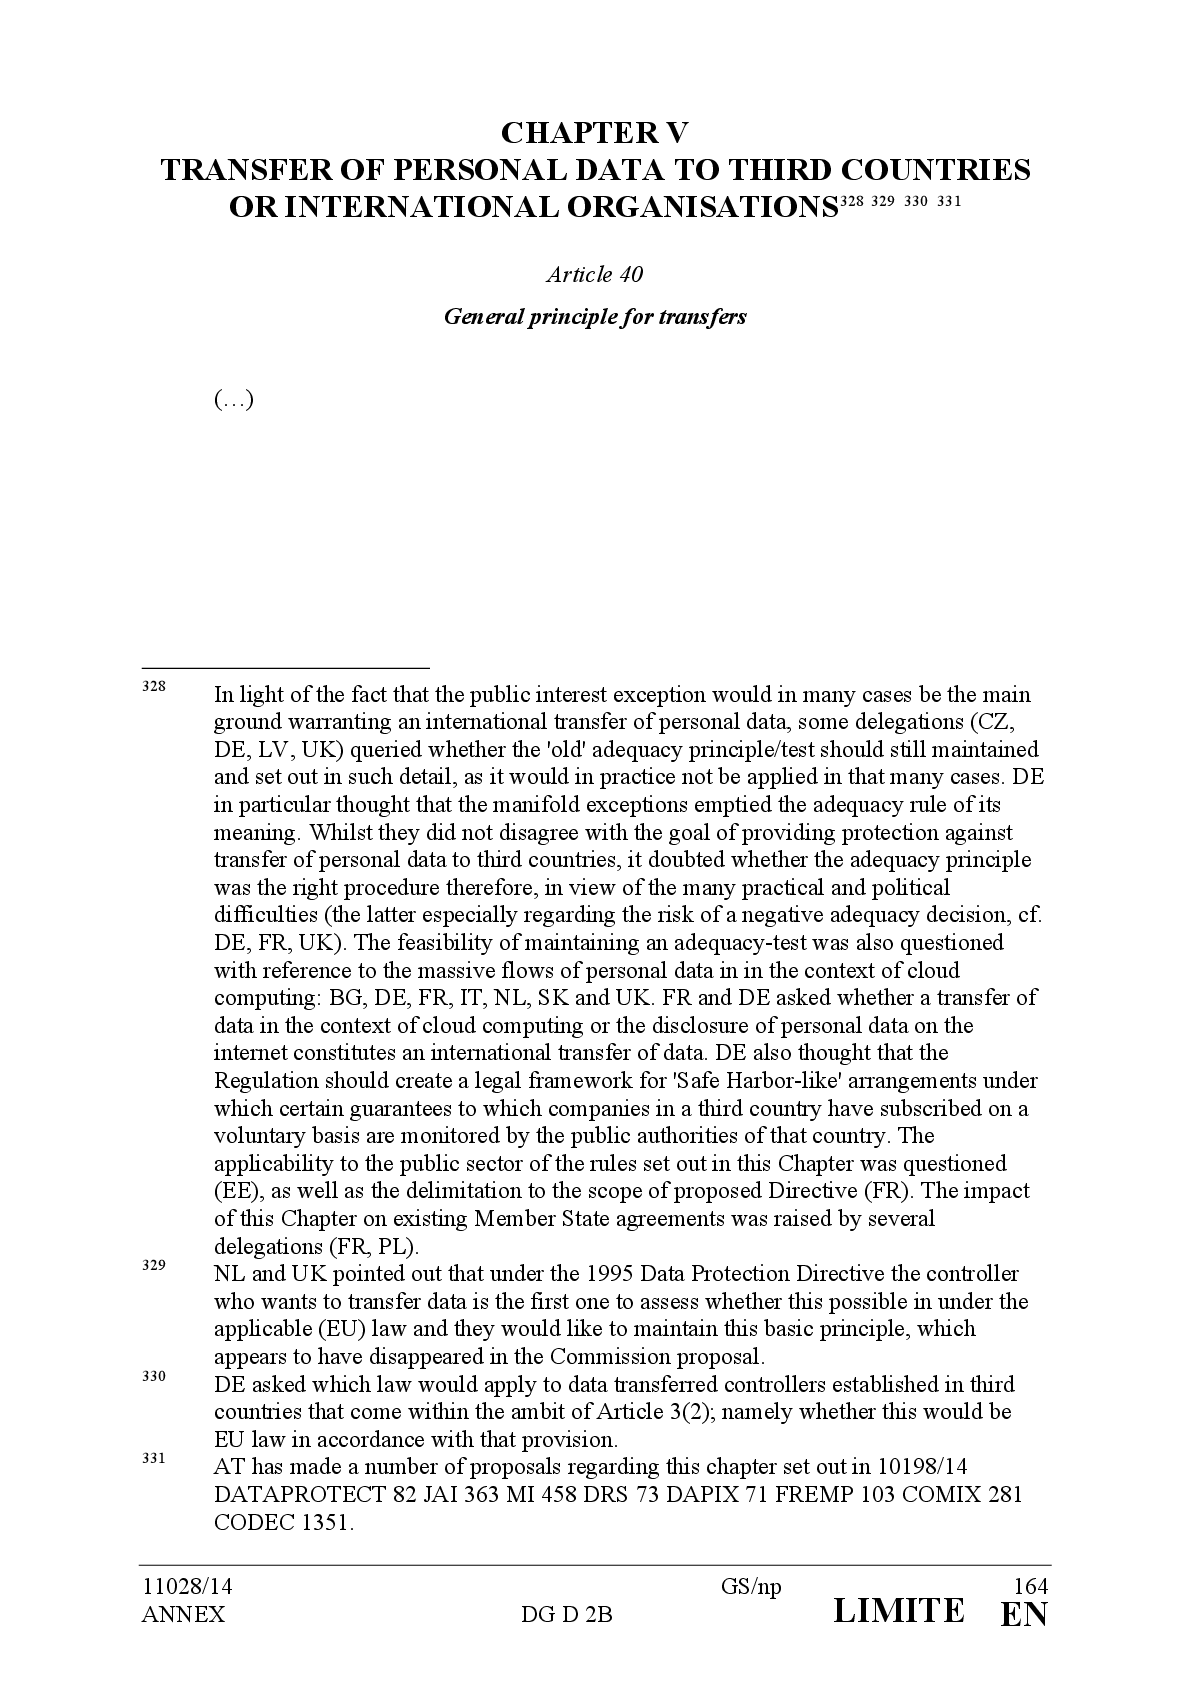 CHAPTER V
TRANSFER OF PERSONAL DATA TO THIRD COUNTRIES
OR INTERNATIONAL ORGANISATIONS328 329 330 331
Article 40
General principle for transfers
(…)
328 In light of the fact that the public interest exception would in many cases be the main
ground warranting an international transfer of personal data, some delegations (CZ,
DE, LV, UK) queried whether the 'old' adequacy principle/test should still maintained
and set out in such detail, as it would in practice not be applied in that many cases. DE
in particular thought that the manifold exceptions emptied the adequacy rule of its
meaning. Whilst they did not disagree with the goal of providing protection against
transfer of personal data to third countries, it doubted whether the adequacy principle
was the right procedure therefore, in view of the many practical and political
difficulties (the latter especially regarding the risk of a negative adequacy decision, cf.
DE, FR, UK). The feasibility of maintaining an adequacy-test was also questioned
with reference to the massive flows of personal data in in the context of cloud
computing: BG, DE, FR, IT, NL, SK and UK. FR and DE asked whether a transfer of
data in the context of cloud computing or the disclosure of personal data on the
internet constitutes an international transfer of data. DE also thought that the
Regulation should create a legal framework for 'Safe Harbor-like' arrangements under
which certain guarantees to which companies in a third country have subscribed on a
voluntary basis are monitored by the public authorities of that country. The
applicability to the public sector of the rules set out in this Chapter was questioned
(EE), as well as the delimitation to the scope of proposed Directive (FR). The impact
of this Chapter on existing Member State agreements was raised by several
delegations (FR, PL).
329 NL and UK pointed out that under the 1995 Data Protection Directive the controller
who wants to transfer data is the first one to assess whether this possible in under the
applicable (EU) law and they would like to maintain this basic principle, which
appears to have disappeared in the Commission proposal.
330 DE asked which law would apply to data transferred controllers established in third
countries that come within the ambit of Article 3(2); namely whether this would be
EU law in accordance with that provision.
331 AT has made a number of proposals regarding this chapter set out in 10198/14
DATAPROTECT 82 JAI 363 MI 458 DRS 73 DAPIX 71 FREMP 103 COMIX 281
CODEC 1351.
11028/14 GS/np 164
ANNEX DG D 2B LIMITE EN